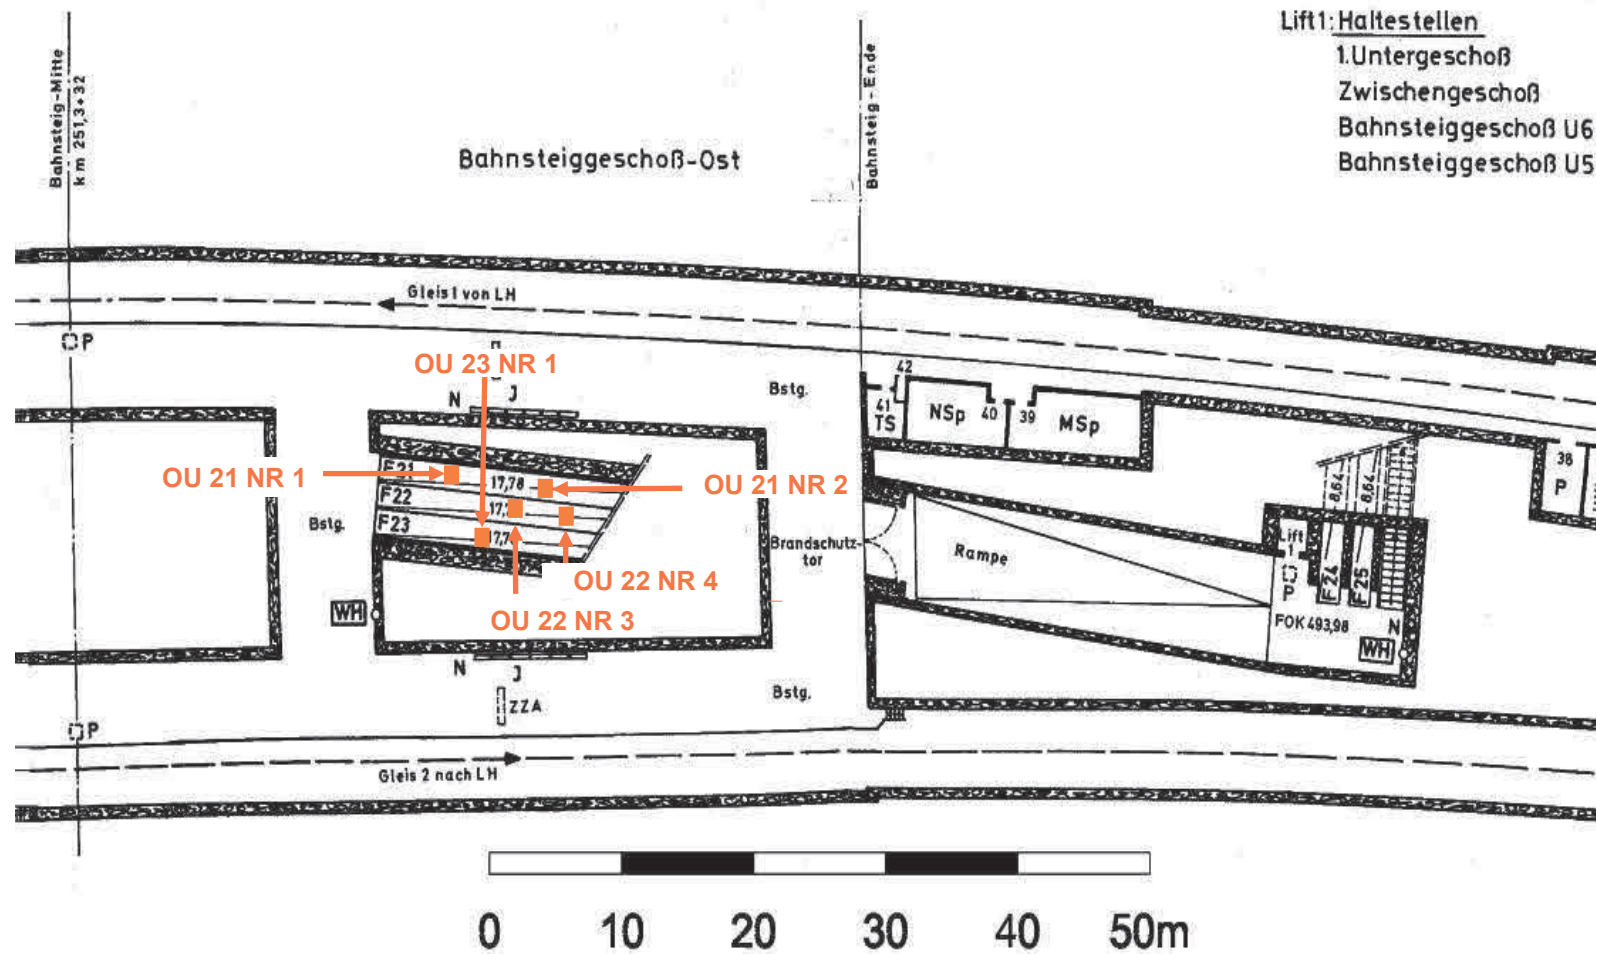 Lift1: Haltestellen
1.Untergeschoß
Zwischengeschoß
Bahnsteiggeschoß U6
Bahnsteiggeschoß U5
Bahnsteig-Mitte
km 251,3+32
Bahnsteiggeschoß-Ost
Bahnsteig-Ende
Gleis 1 von LH
P
OU 23 NR 1
N
J
Bstg.
42
41
TS
NSp
40
39
MSp
38
P
OU 21 NR 1
F21
17,78
OU 21 NR 2
F22
F23
Bstg.
Brandschutz-
tor
Rampe
8,64
8,64
Lift
1
P
F24
F25
OU 22 NR 4
OU 22 NR 3
WH
FOK 493,98
N
WH
N
J
ZZA
Bstg.
P
Gleis 2 nach LH
0 10 20 30 40 50m